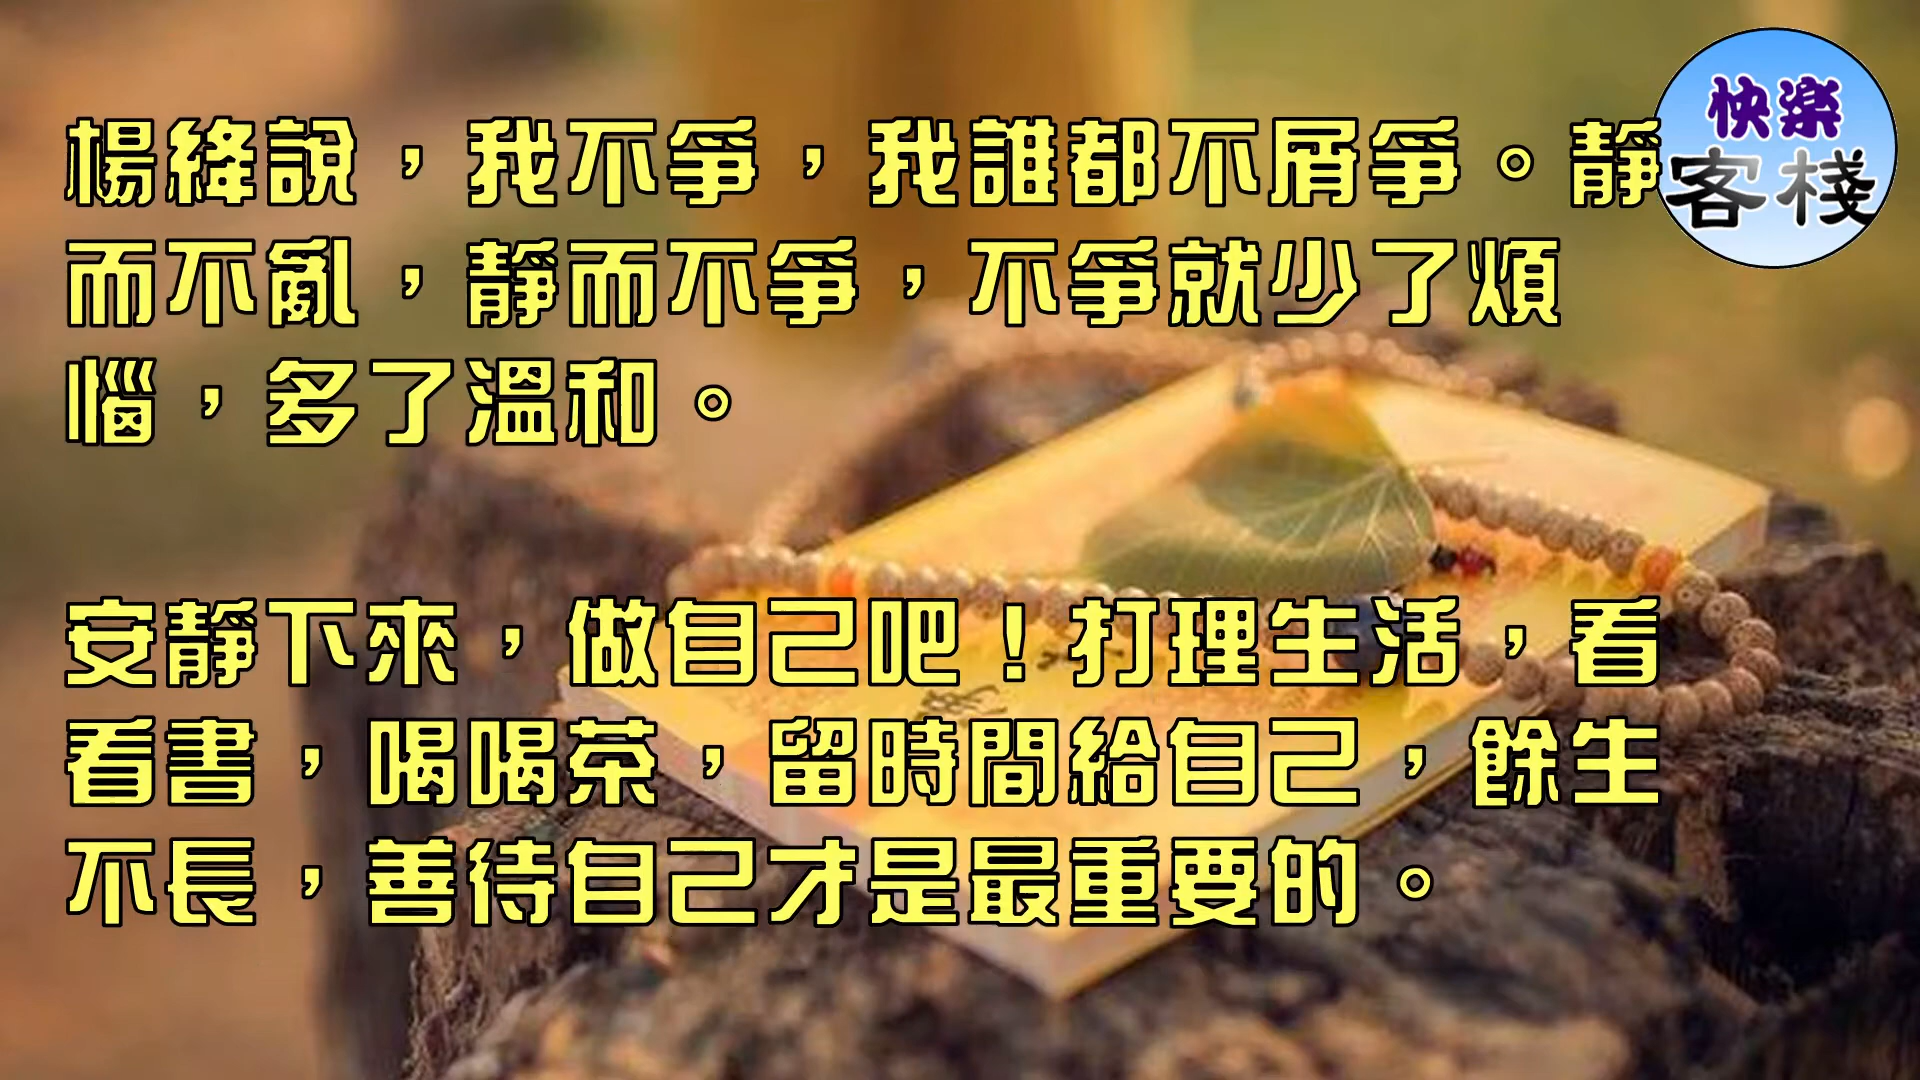 楊絳說，我不爭，我誰都不屑爭。靜
而不亂，靜而不爭，不爭就少了煩
惱，多了溫和。
安靜下來，做自己吧！打理生活，看
看書，喝喝茶，留時間給自己，餘生
不長，善待自己才是最重要的。
快樂
客棧